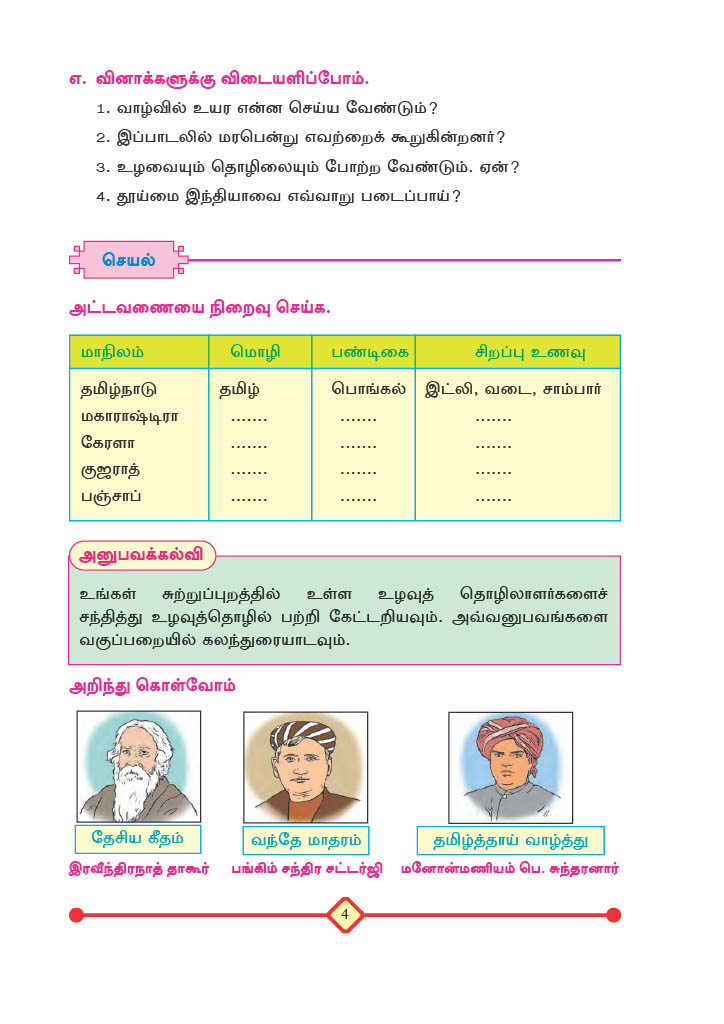 எ. வினாக்களுக்கு விடையளிப்போம்.
1. வாழ்வில் உயர என்ன செய்ய வேண்டும்?
2. இப்பாடலில் மரபென்று எவற்றைக் கூறுகின்றனர்?
3. உழவையும் தொழிலையும் போற்ற வேண்டும். ஏன்?
4. தூய்மை இந்தியாவை எவ்வாறு படைப்பாய்?
செயல்
அட்டவணையை நிறைவு செய்க.
மாநிலம் மொழி பண்டிகை சிறப்பு உணவு
தமிழ்நாடு தமிழ் பொங்கல் இட்லி, வடை, சாம்பார்
மகாராஷ்டிரா ....... ....... .......
கேரளா ....... ....... .......
குஜராத் ....... ....... .......
பஞ்சாப் ....... ....... .......
அனுபவக்கல்வி
உங்கள் சுற்றுப்புறத்தில் உள்ள உழவுத் தொழிலாளர்களைச்
சந்தித்து உழவுத்தொழில் பற்றி கேட்டறியவும். அவ்வனுபவங்களை
வகுப்பறையில் கலந்துரையாடவும்.
அறிந்து கொள்வோம்
தேசிய கீதம் வந்தே மாதரம் தமிழ்த்தாய் வாழ்த்து
இரவீந்திரநாத் தாகூர் பங்கிம் சந்திர சட்டர்ஜி மனோன்மணியம் பெ. சுந்தரனார்
4